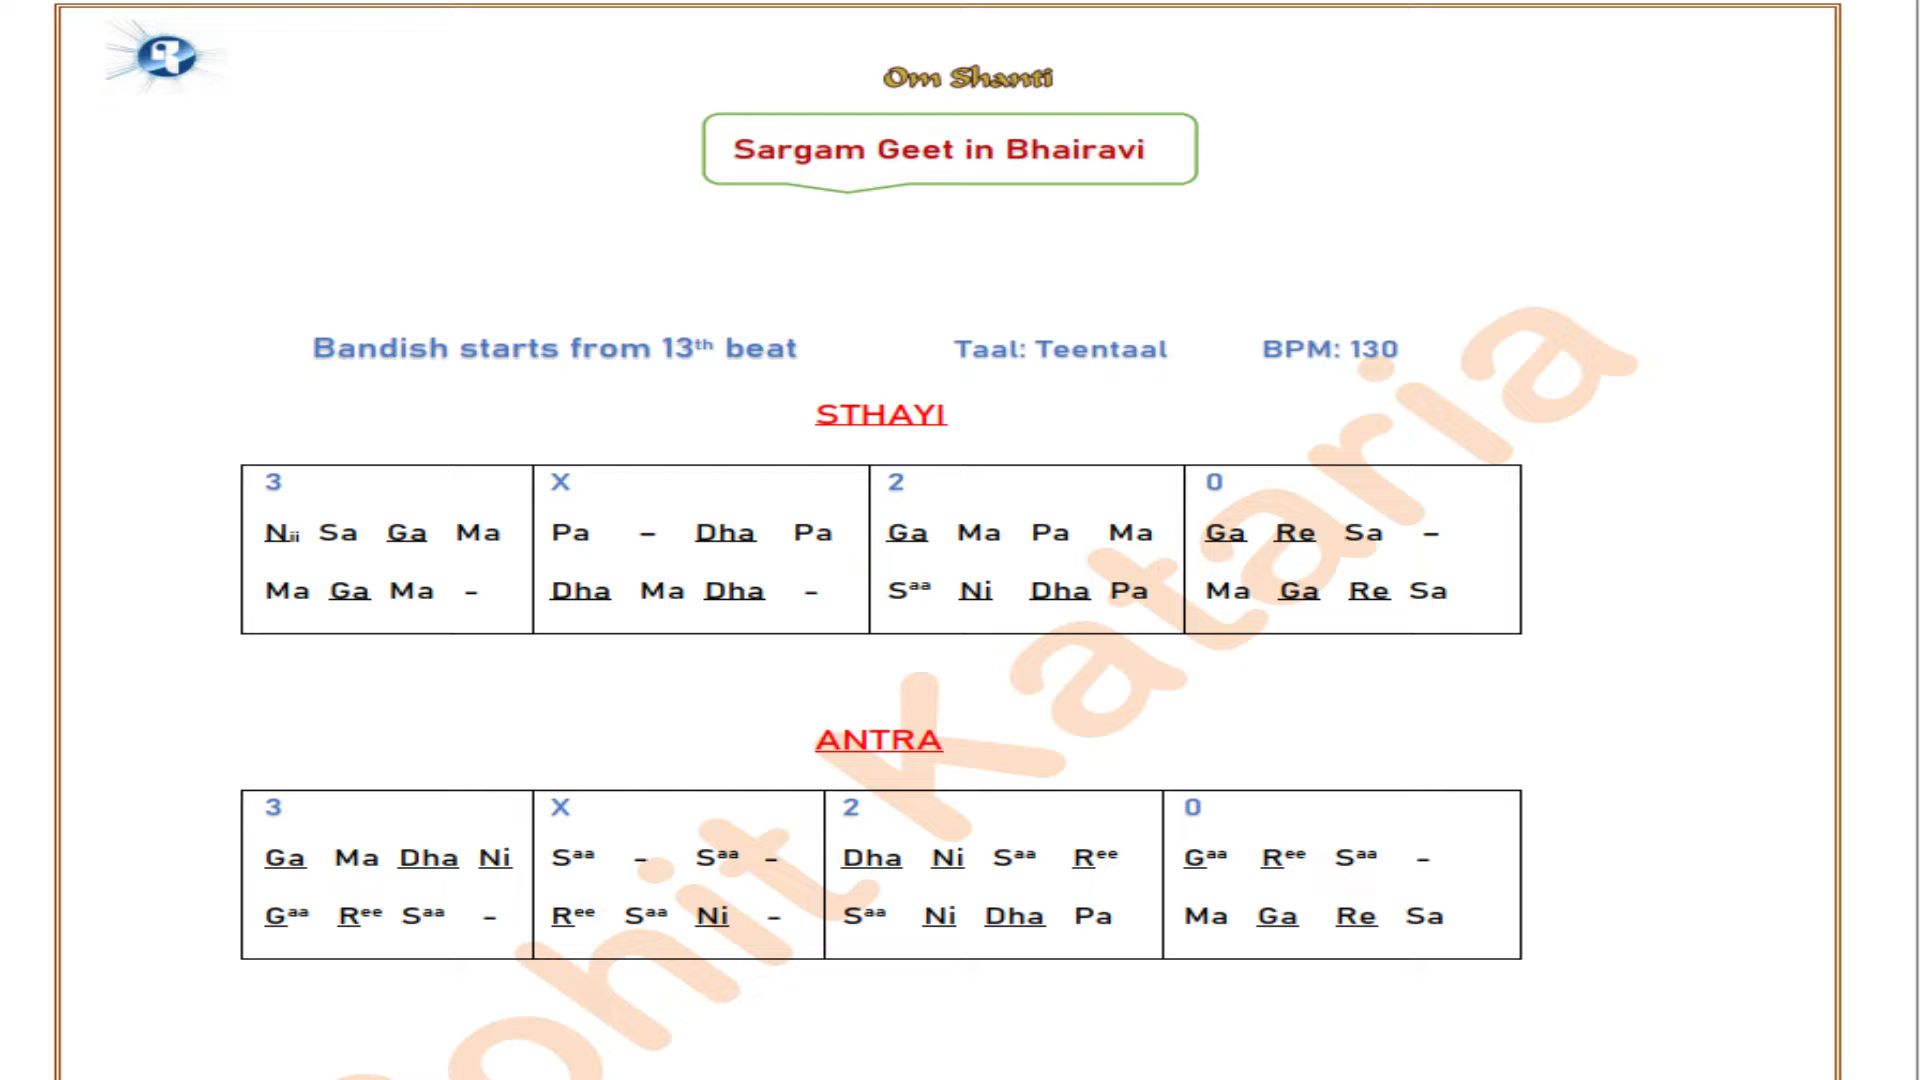 Om Shanti
Sargam Geet in Bhairavi
Bandish starts from 13th beat Taal: Teentaal BPM: 130
STHAYI
3 X 2 0
Nii Sa Ga Ma Pa - Dha Pa Ga Ma Pa Ma Ga Re Sa -
Ma Ga Ma - Dha Ma Dha - Saa Ni Dha Pa Ma Ga Re Sa
ANTRA
3 X 2 0
Ga Ma Dha Ni Saa - Saa - Dha Ni Saa Ree Gaa Ree Saa -
Gaa Ree Saa - Ree Saa Ni - Saa Ni Dha Pa Ma Ga Re Sa
ohit Kataria